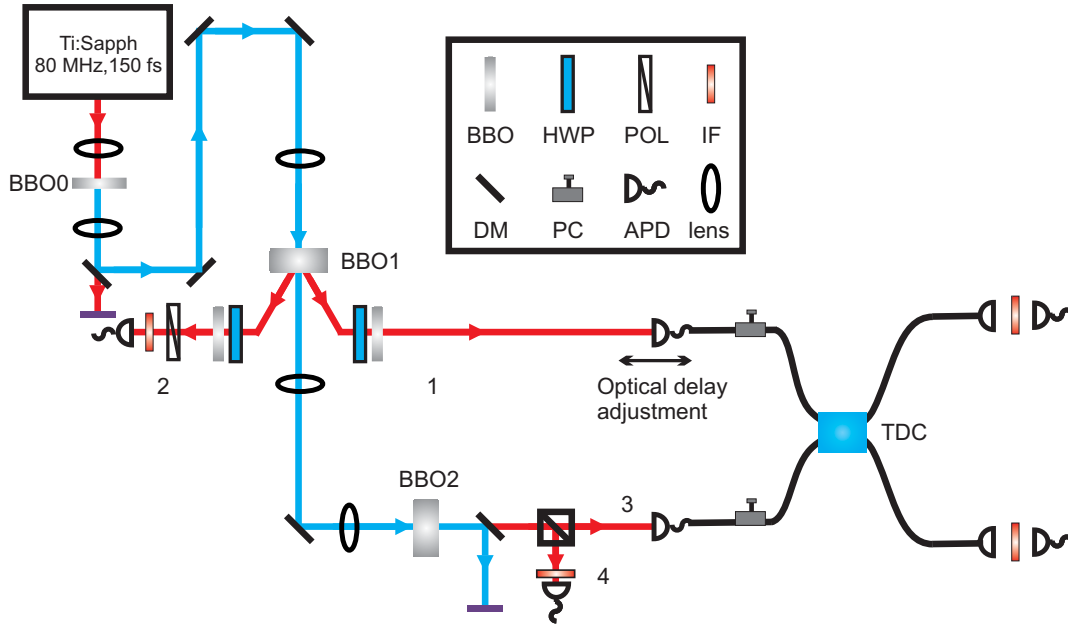 Ti:Sapph
80 MHz,150 fs
BBO
HWP
POL
IF
BBO0
DM
PC
APD
lens
BBO1
2
1
Optical delay
adjustment
TDC
BBO2
3
4